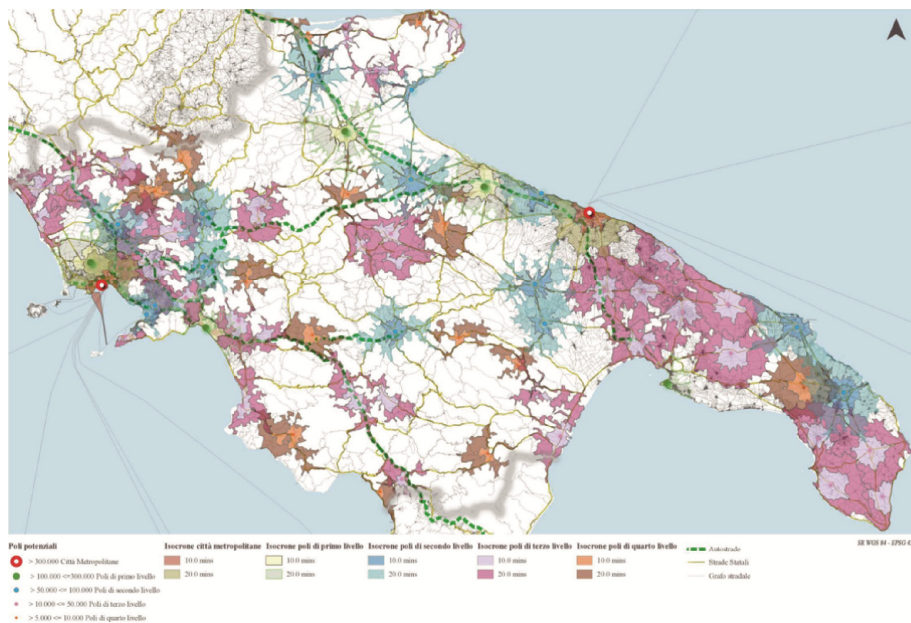 Poli potenziali
> 300.000 Città Metropolitane
> 100.000 <=300.000 Poli di primo livello
> 50.000 <= 100.000 Poli di secondo livello
> 10.000 <= 50.000 Poli di terzo livello
> 5.000 <= 10.000 Poli di quarto livello
Isocrone città metropolitane
10.0 mins
20.0 mins
Isocrone poli di primo livello
10.0 mins
20.0 mins
Isocrone poli di secondo livello
10.0 mins
20.0 mins
Isocrone poli di terzo livello
10.0 mins
20.0 mins
Isocrone poli di quarto livello
10.0 mins
20.0 mins
Autostrade
Strade Statali
Grafo stradale
SR WGS 84 - EPSG